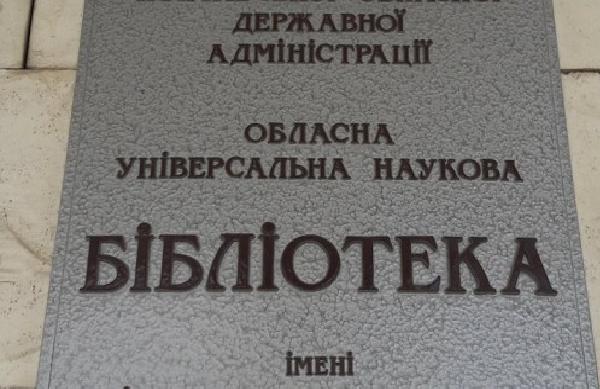 ДЕРЖАВНОЇ
АДМІНІСТРАЦІЇ
ОБЛАСНА
УНІВЕРСАЛЬНА НАУКОВА
БІБЛІОТЕКА
ІМЕНІ